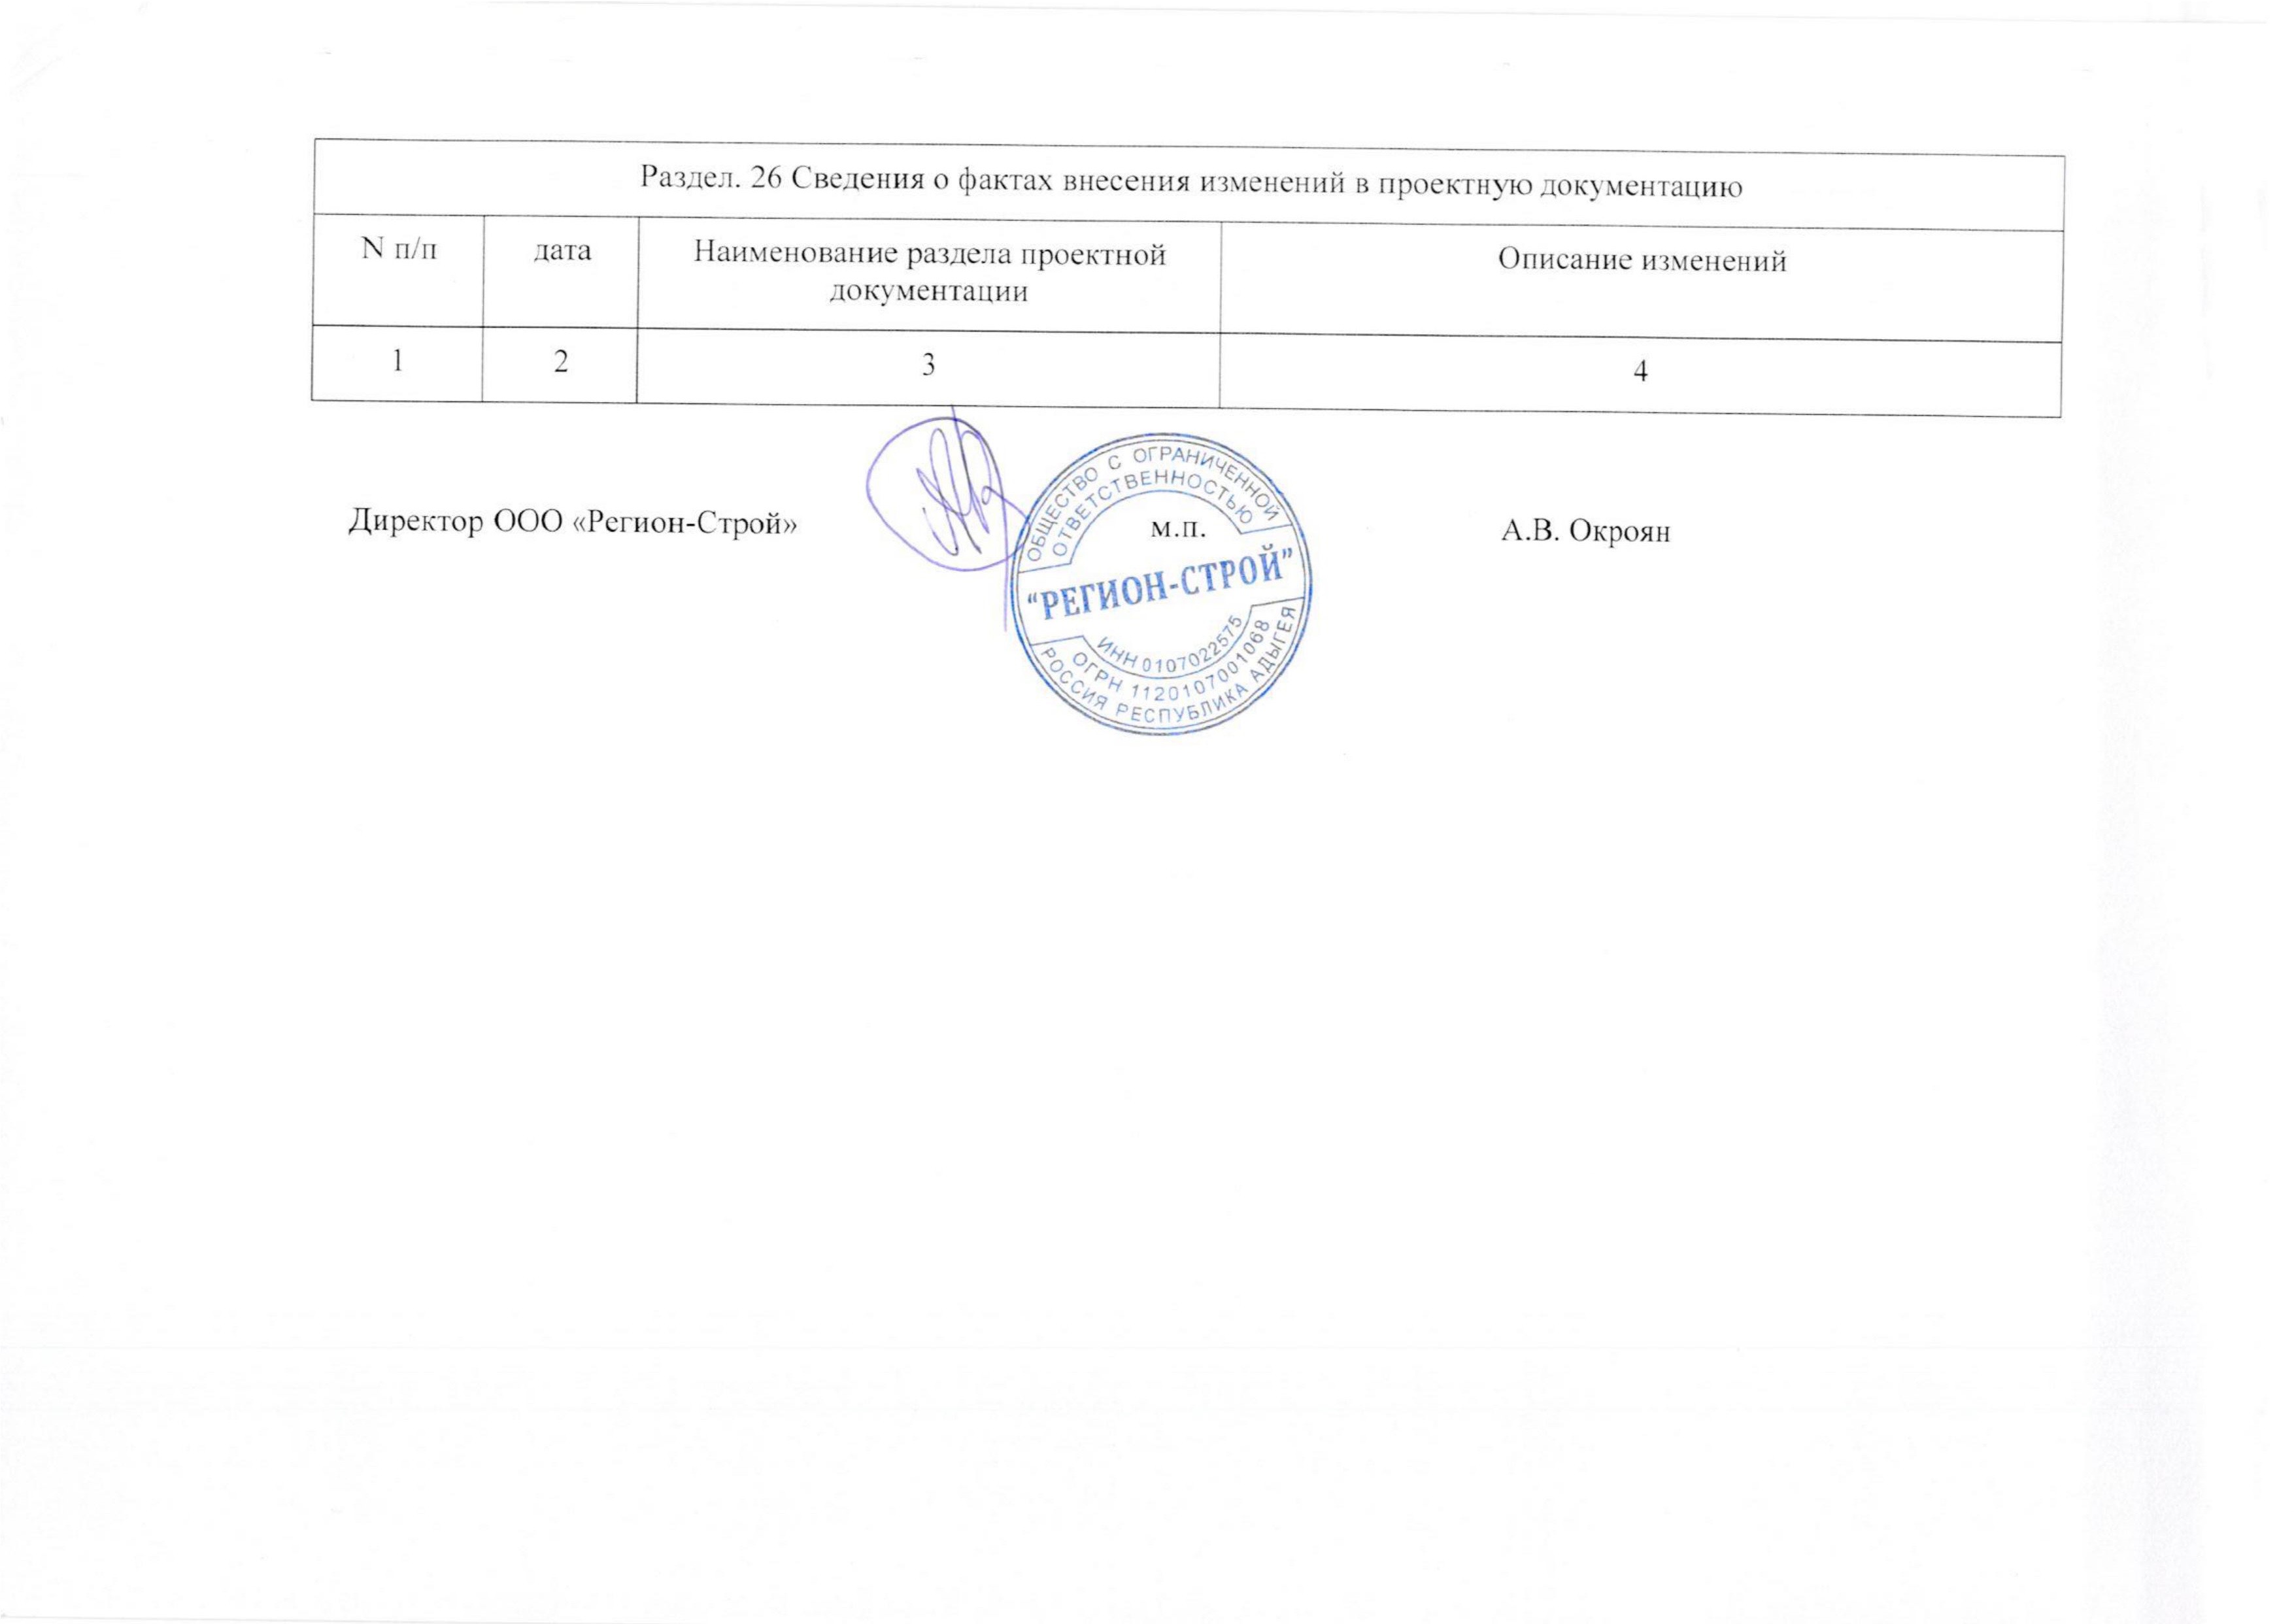 Раздел. 26 Сведения о фактах внесения изменений в проектную документацию
N п/п дата Наименование раздела проектной Описание изменений
документации
1 2 3 4
Директор ООО «Регион-Строй» м.п. А.В. Окроян
ОБЩЕСТВО С ОГРАНИЧЕННОЙ
ОТВЕТСТВЕННОСТЬЮ
“РЕГИОН-СТРОЙ”
ИНН 0107022575
ОГРН 1120107001068
РОССИЯ РЕСПУБЛИКА АДЫГЕЯ